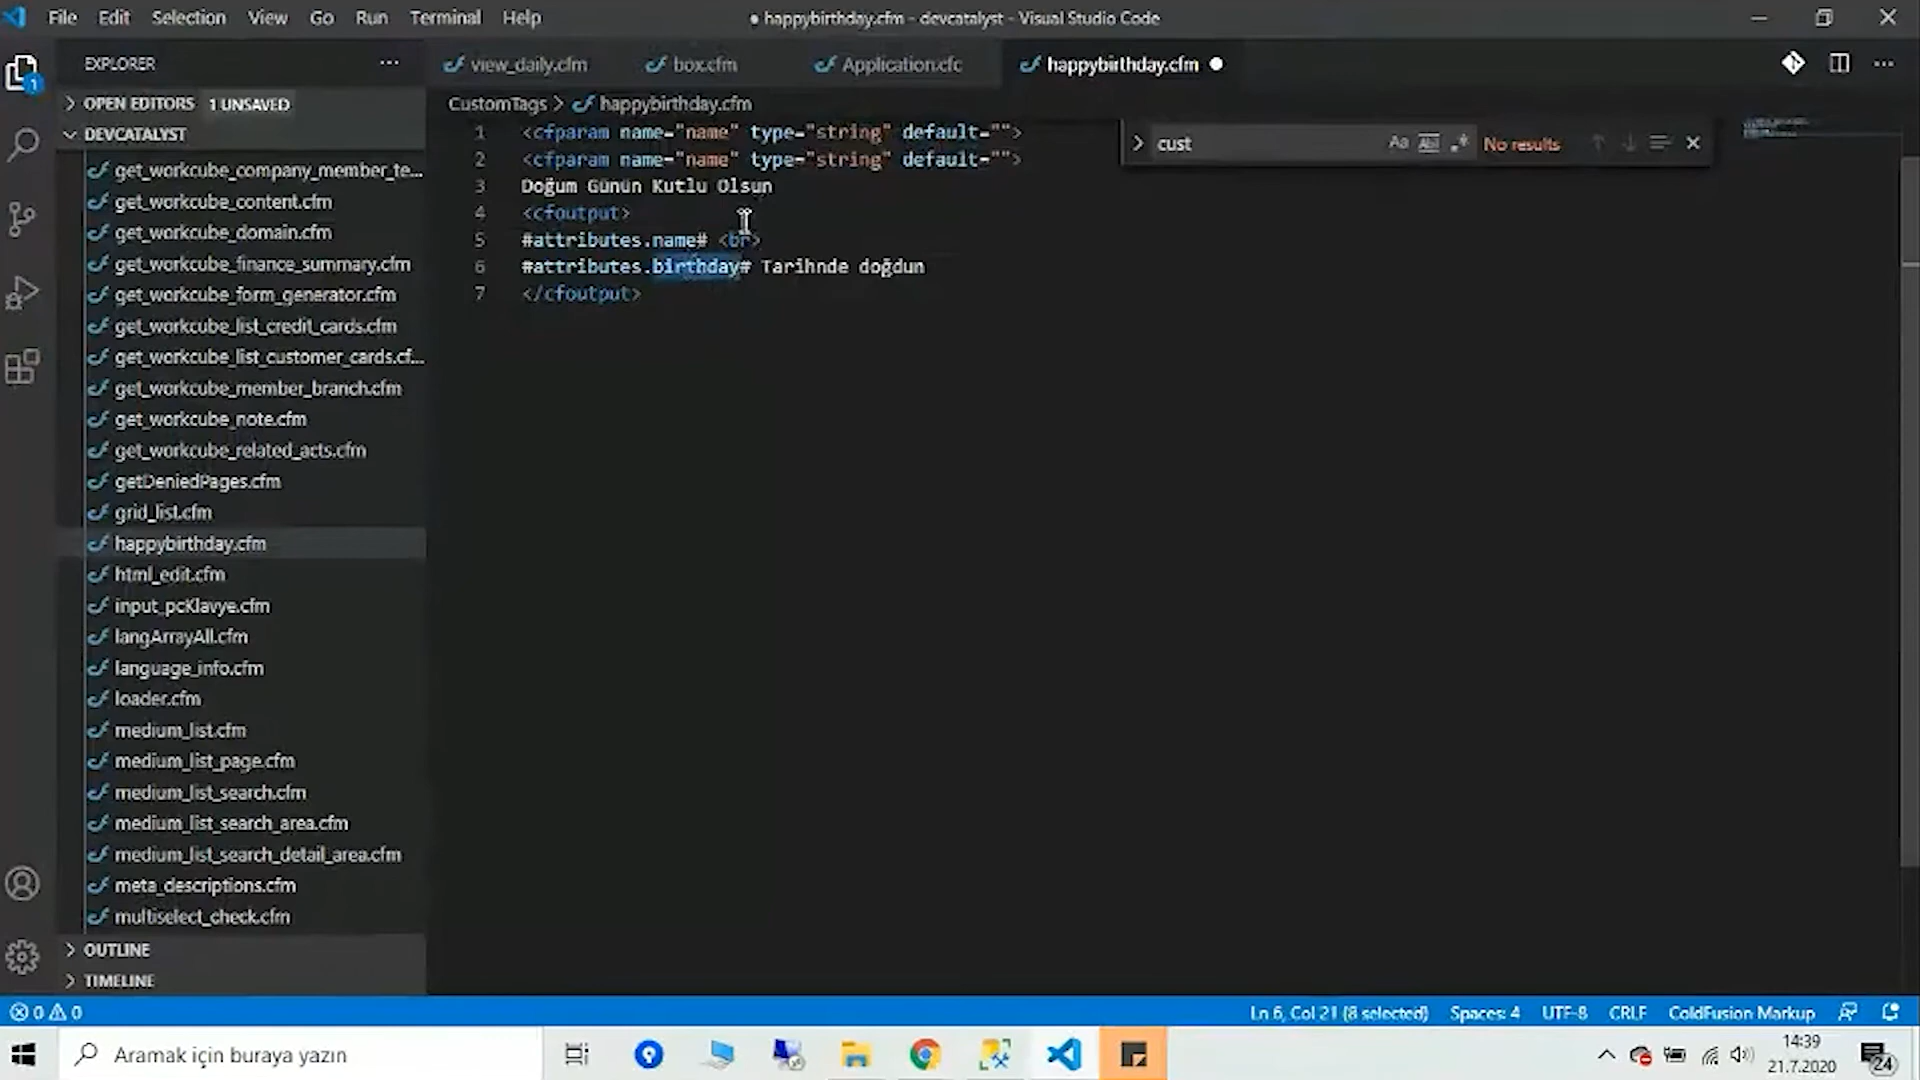 File Edit Selection View Go Run Terminal Help
● happybirthday.cfm - devcatalyst - Visual Studio Code
EXPLORER ···
view_daily.cfm box.cfm Application.cfc happybirthday.cfm ●
OPEN EDITORS 1 UNSAVED
CustomTags > happybirthday.cfm
DEVCATALYST
get_workcube_company_member_te...
get_workcube_content.cfm
get_workcube_domain.cfm
get_workcube_finance_summary.cfm
get_workcube_form_generator.cfm
get_workcube_list_credit_cards.cfm
get_workcube_list_customer_cards.cf...
get_workcube_member_branch.cfm
get_workcube_note.cfm
get_workcube_related_acts.cfm
getDeniedPages.cfm
grid_list.cfm
happybirthday.cfm
html_edit.cfm
input_pcKlavye.cfm
langArrayAll.cfm
language_info.cfm
loader.cfm
medium_list.cfm
medium_list_page.cfm
medium_list_search.cfm
medium_list_search_area.cfm
medium_list_search_detail_area.cfm
meta_descriptions.cfm
multiselect_check.cfm
OUTLINE
TIMELINE
1 <cfparam name="name" type="string" default="">
2 <cfparam name="name" type="string" default="">
3 Doğum Günün Kutlu Olsun
4 <cfoutput>
5 #attributes.name# <br>
6 #attributes.birthday# Tarihnde doğdun
7 </cfoutput>
cust Aa Abl .* No results
1
0 0
Ln 6, Col 21 (8 selected) Spaces: 4 UTF-8 CRLF ColdFusion Markup
Aramak için buraya yazın
14:39
21.7.2020
24